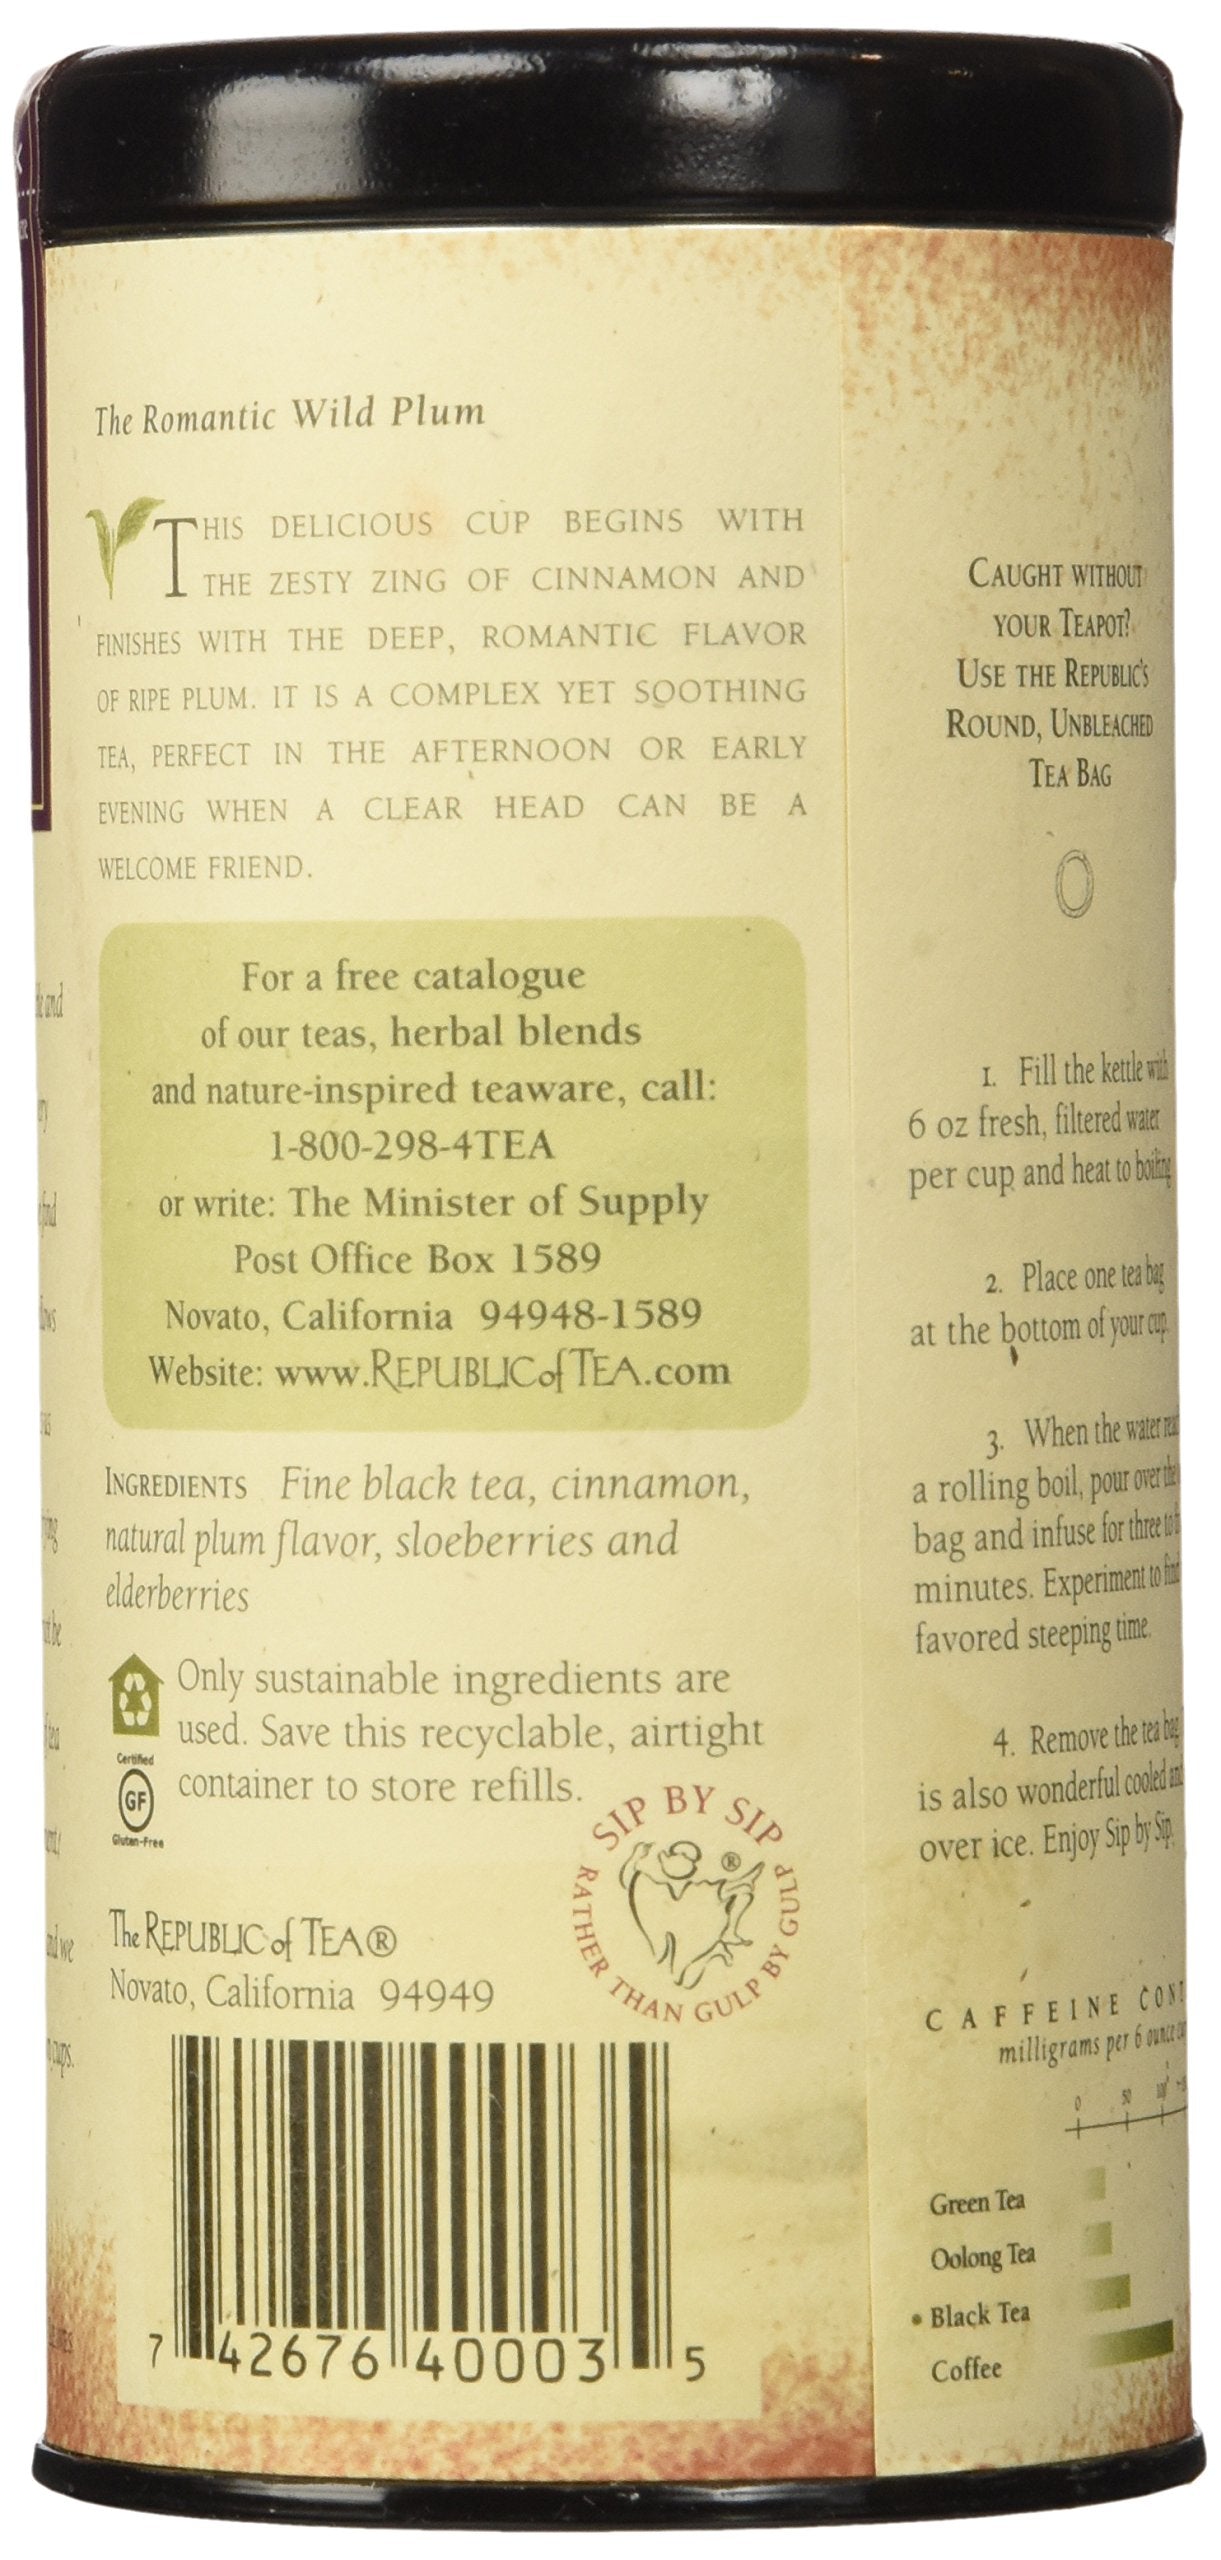 The Romantic Wild Plum
THIS DELICIOUS CUP BEGINS WITH
THE ZESTY ZING OF CINNAMON AND
FINISHES WITH THE DEEP, ROMANTIC FLAVOR
OF RIPE PLUM. IT IS A COMPLEX YET SOOTHING
TEA, PERFECT IN THE AFTERNOON OR EARLY
EVENING WHEN A CLEAR HEAD CAN BE A
WELCOME FRIEND.
For a free catalogue
of our teas, herbal blends
and nature-inspired teaware, call:
1-800-298-4TEA
or write: The Minister of Supply
Post Office Box 1589
Novato, California 94948-1589
Website: www.REPUBLICofTEA.com
INGREDIENTS Fine black tea, cinnamon,
natural plum flavor, sloeberries and
elderberries
Only sustainable ingredients are
used. Save this recyclable, airtight
container to store refills.
Certified
GF
Gluten-Free
SIP BY SIP
RATHER THAN GULP BY GULP
®
The REPUBLIC of TEA®
Novato, California 94949
7 42676 40003 5
CAUGHT WITHOUT
YOUR TEAPOT?
USE THE REPUBLIC'S
ROUND, UNBLEACHED
TEA BAG
1. Fill the kettle with
6 oz fresh, filtered water
per cup and heat to boiling
2. Place one tea bag
at the bottom of your cup.
3. When the water
a rolling boil, pour over the
bag and infuse for three to
minutes. Experiment to find
favored steeping time.
4. Remove the tea bag
is also wonderful cooled and
over ice. Enjoy Sip by Sip.
CAFFEINE
milligrams per 6 ounce
0 50 100
Green Tea
Oolong Tea
• Black Tea
Coffee
and
find
be
tea
and we
cups.